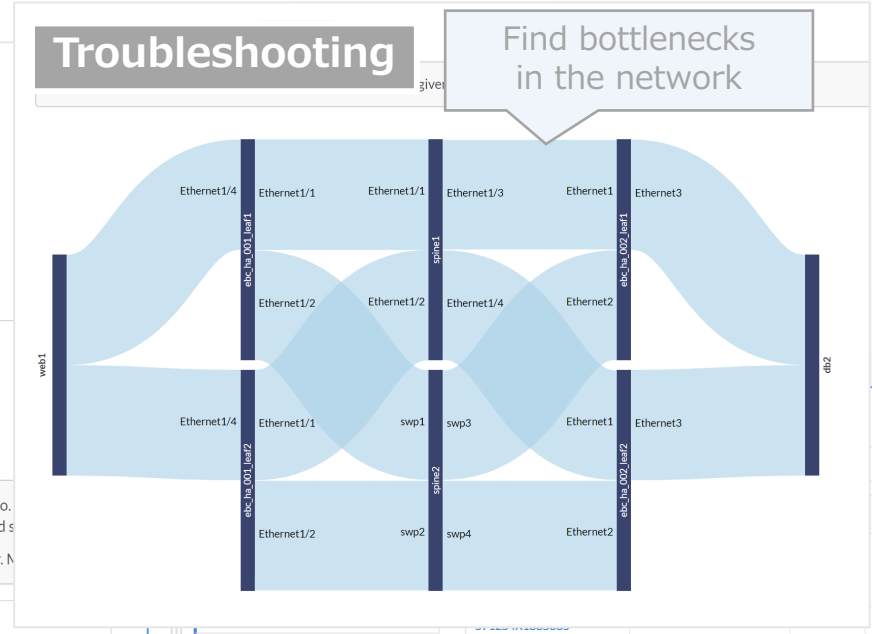 Troubleshooting
Find bottlenecks
in the network
given
Ethernet1/4
Ethernet1/1
Ethernet1/1
Ethernet1/3
Ethernet1
Ethernet3
ebc_ha_001_leaf1
spine1
ebc_ha_002_leaf1
Ethernet1/2
Ethernet1/2
Ethernet1/4
Ethernet2
web1
db2
Ethernet1/4
Ethernet1/1
swp1
swp3
Ethernet1
Ethernet3
ebc_ha_001_leaf2
spine2
ebc_ha_002_leaf2
Ethernet1/2
swp2
swp4
Ethernet2
o.
d s
. N